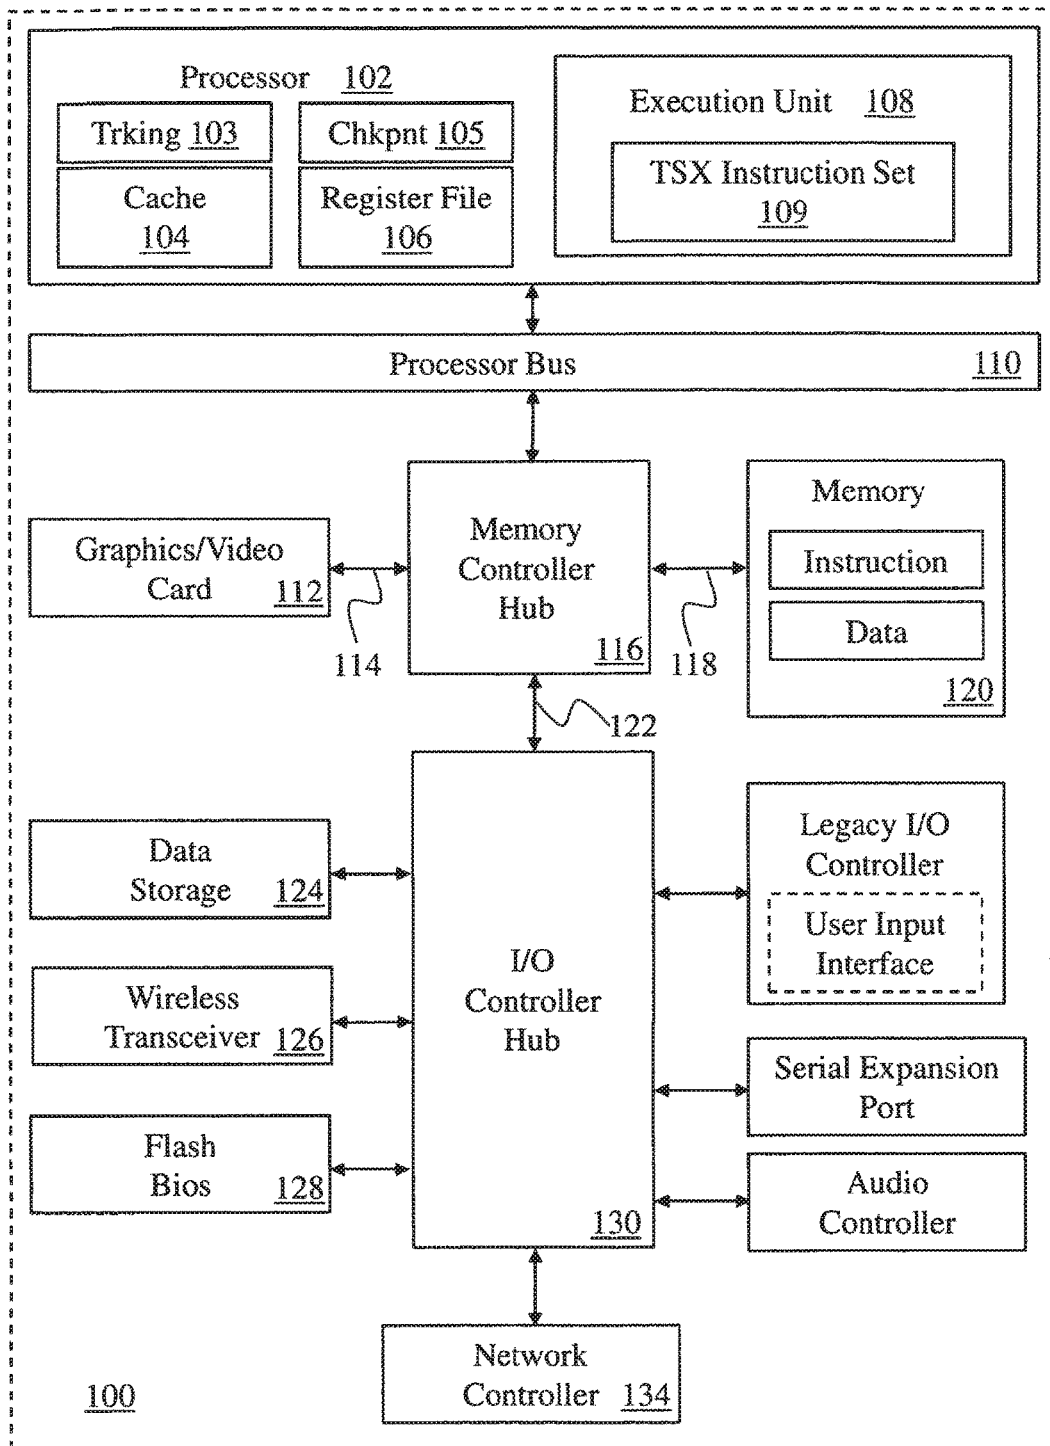 Processor 102
Execution Unit 108
Trking 103
Chkpnt 105
TSX Instruction Set
109
Cache
104
Register File
106
Processor Bus 110
Memory
Graphics/Video
Card 112
Memory
Controller
Hub
116
Instruction
Data
120
114
118
122
Data
Storage 124
Legacy I/O
Controller
User Input
Interface
Wireless
Transceiver 126
I/O
Controller
Hub
130
Serial Expansion
Port
Flash
Bios 128
Audio
Controller
Network
Controller 134
100